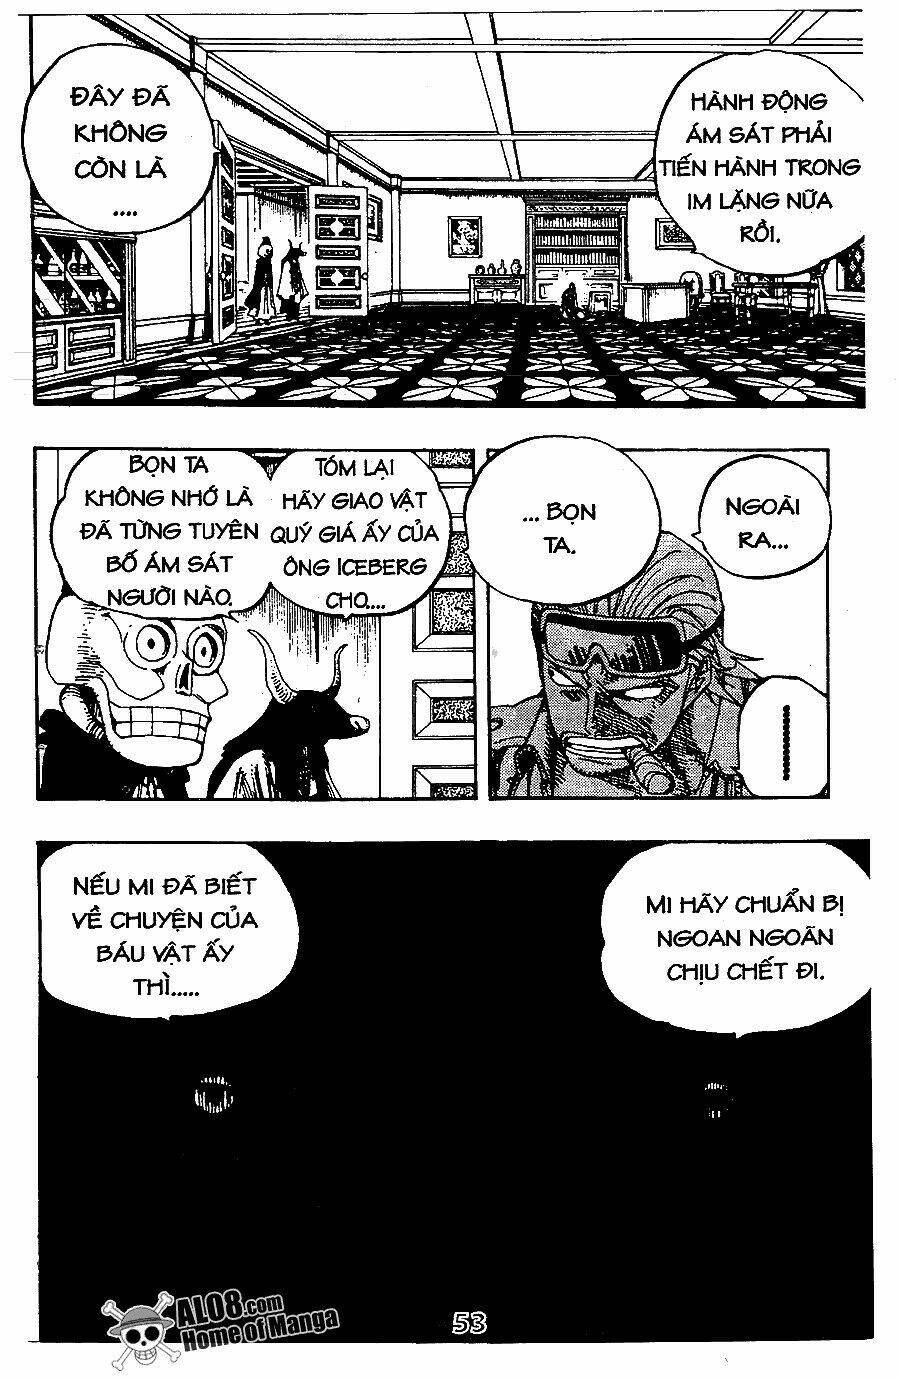 ĐÂY ĐÃ
KHÔNG
CÒN LÀ
....
HÀNH ĐỘNG
ÁM SÁT PHẢI
TIẾN HÀNH TRONG
IM LẶNG NỮA
RỒI.
BỌN TA
KHÔNG NHỚ LÀ
ĐÃ TỪNG TUYÊN
BỐ ÁM SÁT
NGƯỜI NÀO.
TÓM LẠI
HÃY GIAO VẬT
QUÝ GIÁ ẤY CỦA
ÔNG ICEBERG
CHO....
... BỌN
TA.
NGOÀI
RA...
NẾU MI ĐÃ BIẾT
VỀ CHUYỆN CỦA
BÁU VẬT ẤY
THÌ.....
MI HÃY CHUẨN BỊ
NGOAN NGOÃN
CHỊU CHẾT ĐI.
ALO8.com
Home of Manga
53